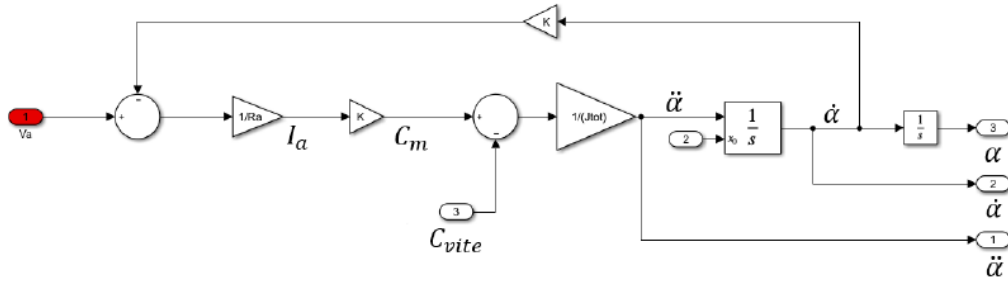 K
−
1
+
Va
1/Ra
I_a
K
C_m
+
−
1/(Jtot)
α̈
2
x₀
1/s
α̇
1/s
3
α
2
α̇
1
α̈
3
C_vite